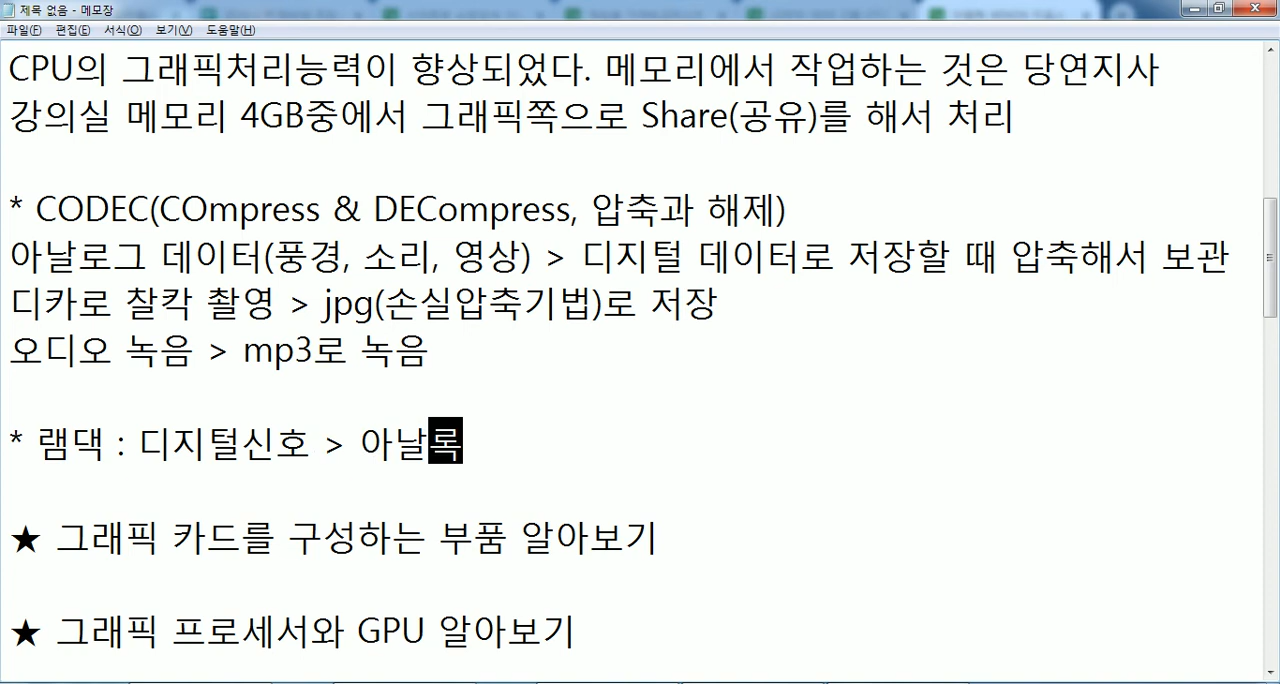 제목 없음 - 메모장
파일(F) 편집(E) 서식(O) 보기(V) 도움말(H)
CPU의 그래픽처리능력이 향상되었다. 메모리에서 작업하는 것은 당연지사
강의실 메모리 4GB중에서 그래픽쪽으로 Share(공유)를 해서 처리
* CODEC(COmpress & DECompress, 압축과 해제)
아날로그 데이터(풍경, 소리, 영상) > 디지털 데이터로 저장할 때 압축해서 보관
디카로 찰칵 촬영 > jpg(손실압축기법)로 저장
오디오 녹음 > mp3로 녹음
* 램댁 : 디지털신호 > 아날록
★ 그래픽 카드를 구성하는 부품 알아보기
★ 그래픽 프로세서와 GPU 알아보기